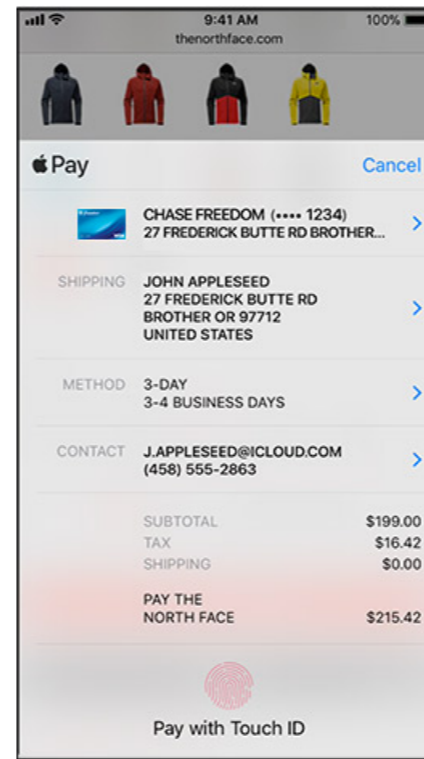 9:41 AM
100%
thenorthface.com
Pay
Cancel
CHASE FREEDOM (•••• 1234)
27 FREDERICK BUTTE RD BROTHER...
SHIPPING
JOHN APPLESEED
27 FREDERICK BUTTE RD
BROTHER OR 97712
UNITED STATES
METHOD
3-DAY
3-4 BUSINESS DAYS
CONTACT
J.APPLESEED@ICLOUD.COM
(458) 555-2863
SUBTOTAL $199.00
TAX $16.42
SHIPPING $0.00
PAY THE
NORTH FACE $215.42
Pay with Touch ID